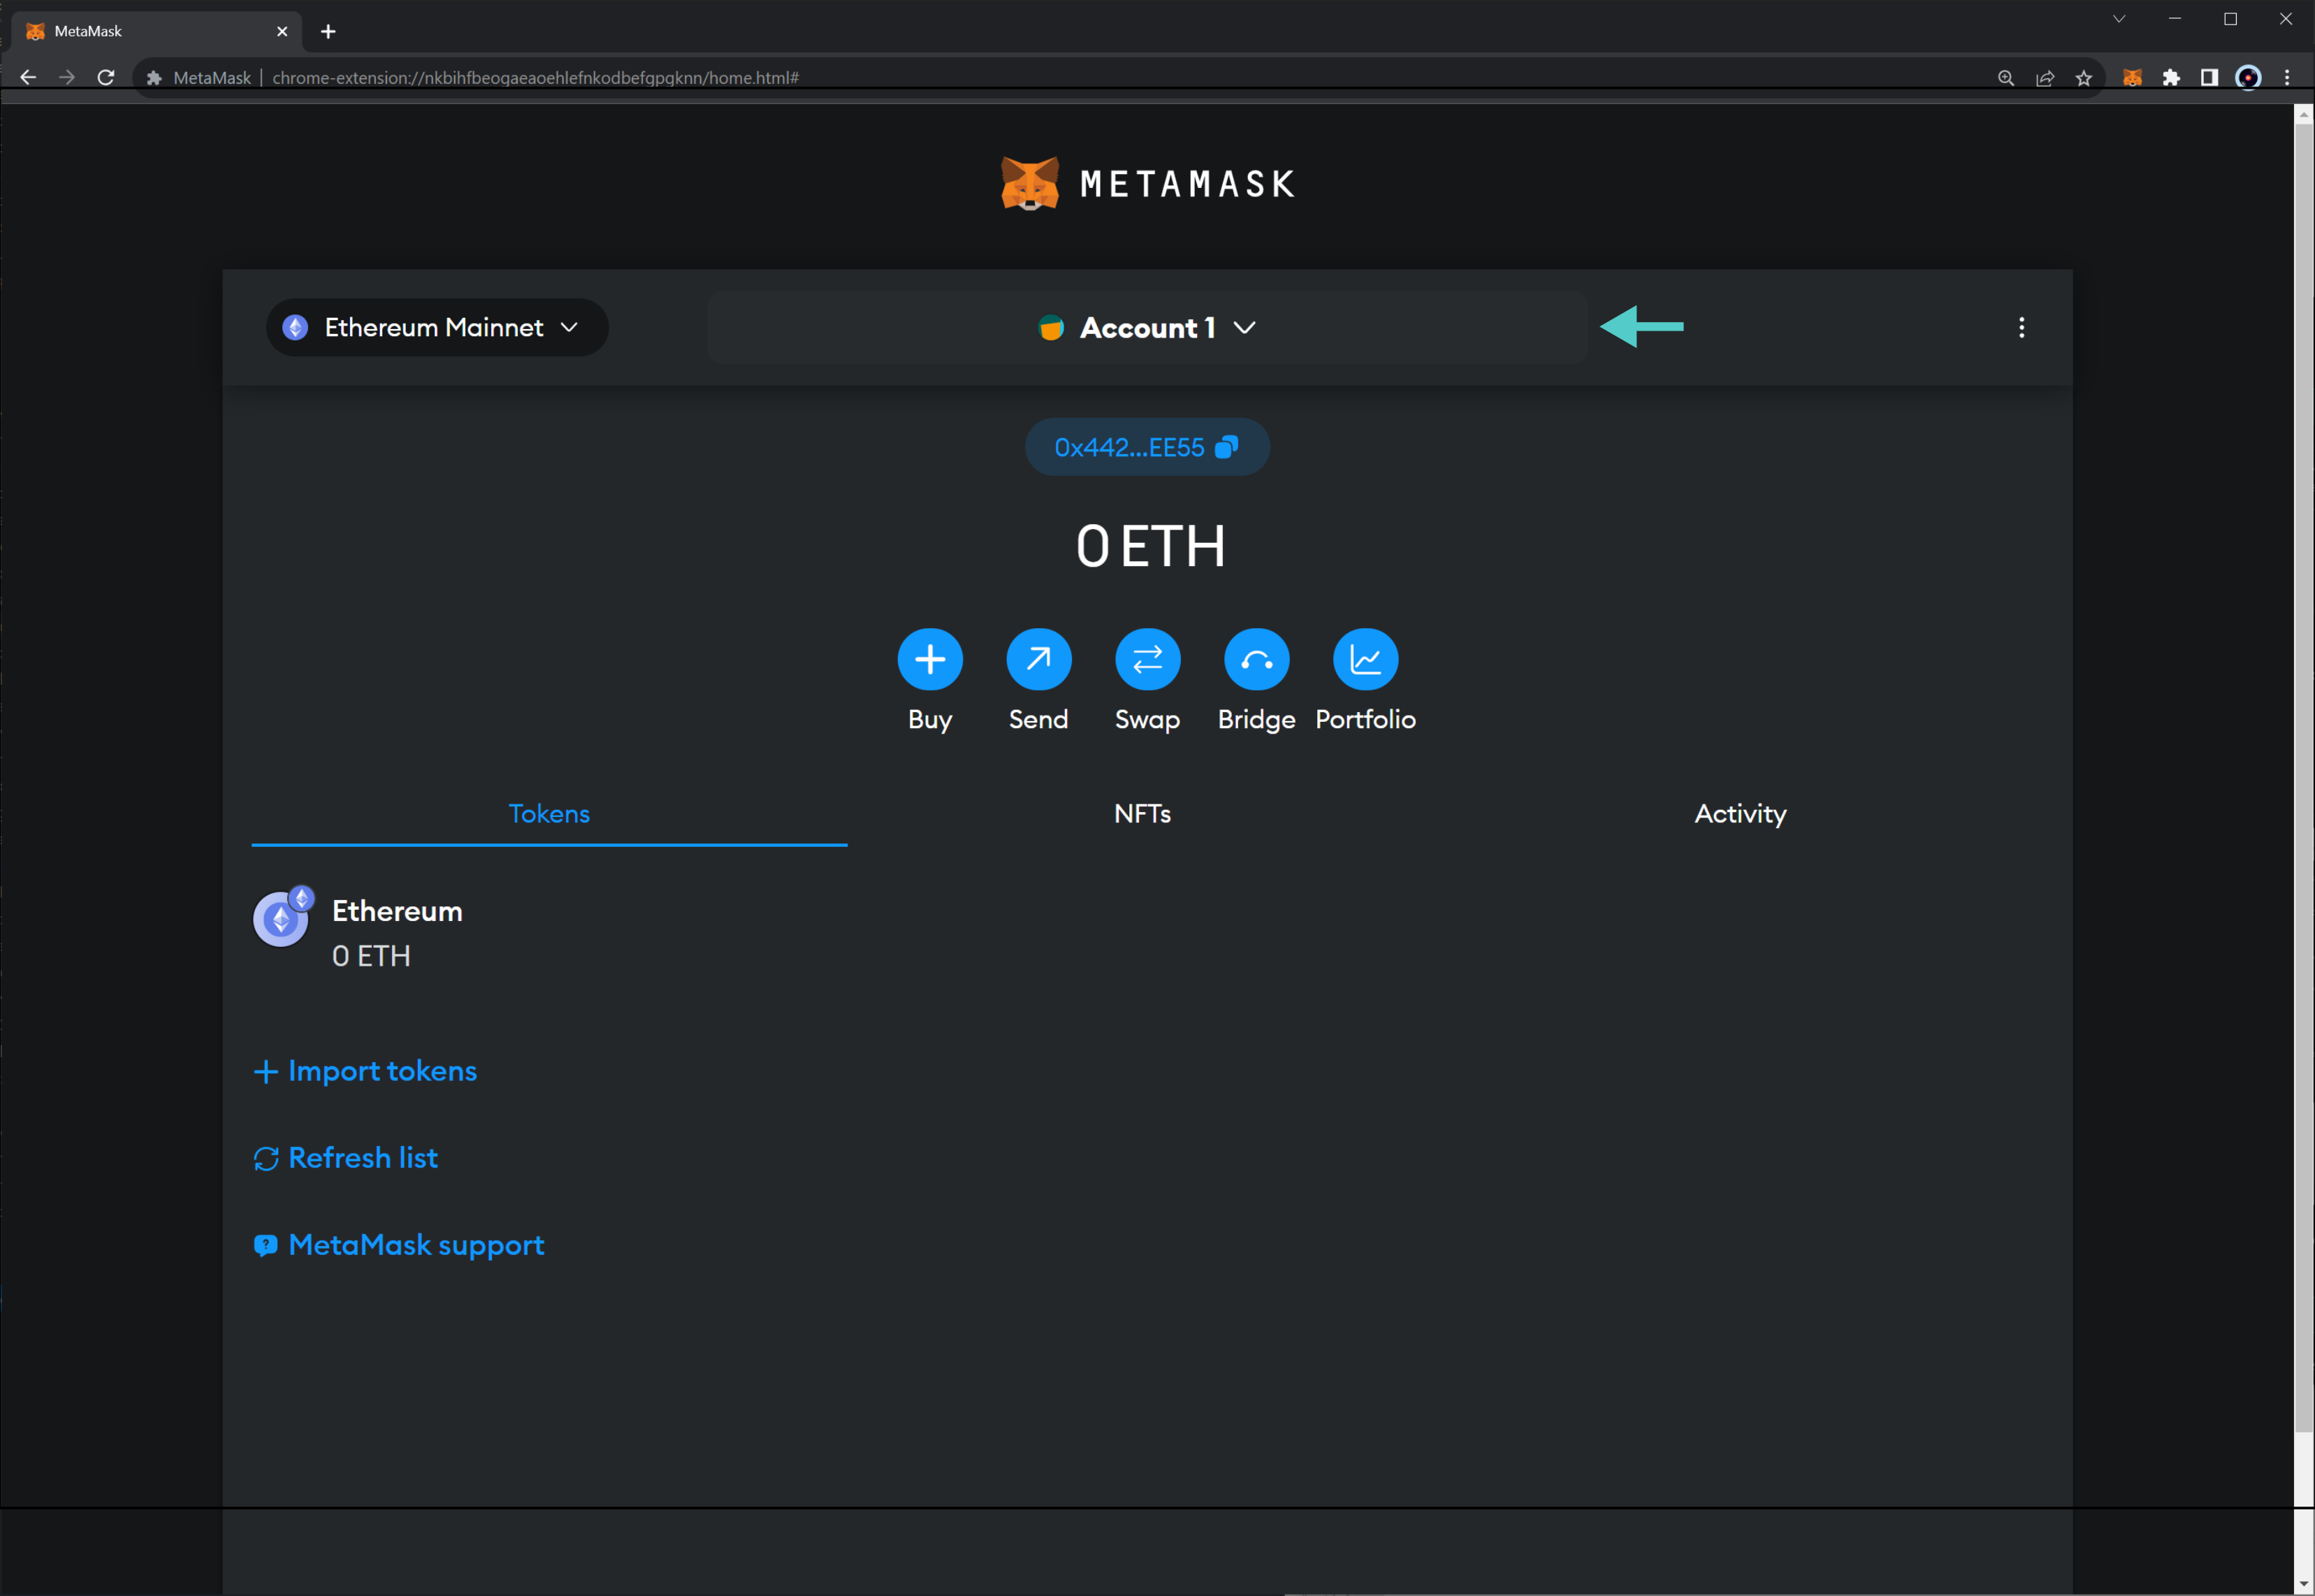 MetaMask
MetaMask | chrome-extension://nkbihfbeogaeaoehlefnkodbefgpgknn/home.html#
METAMASK
Ethereum Mainnet
Account 1
0x442...EE55
0 ETH
Buy Send Swap Bridge Portfolio
Tokens NFTs Activity
Ethereum
0 ETH
Import tokens
Refresh list
MetaMask support